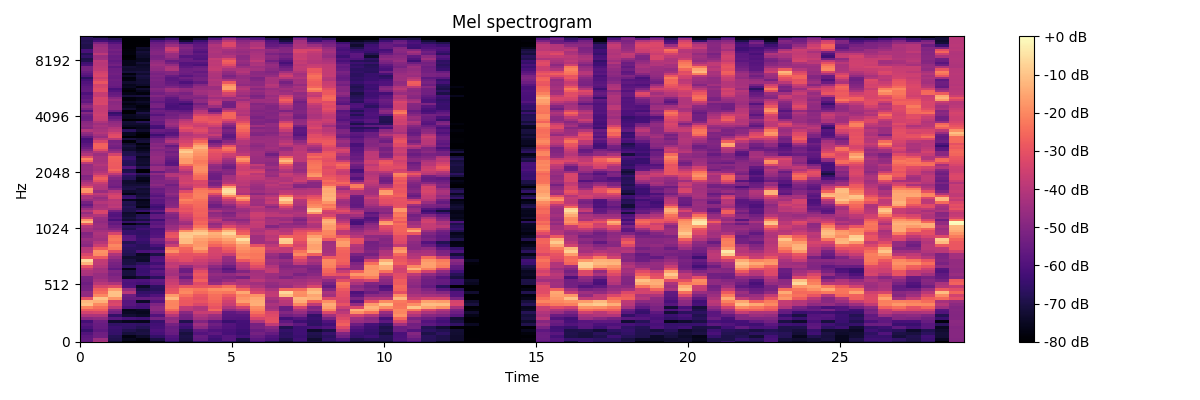 Mel spectrogram
8192
4096
2048
1024
512
0
Hz
0 5 10 15 20 25
Time
+0 dB
-10 dB
-20 dB
-30 dB
-40 dB
-50 dB
-60 dB
-70 dB
-80 dB